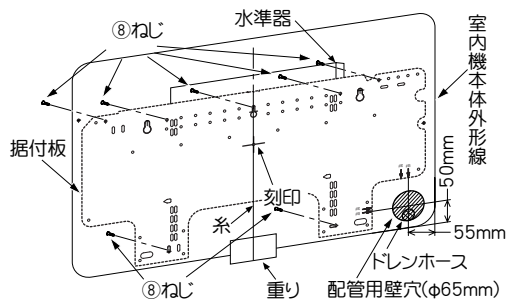 水準器
⑧ねじ
室内機本体外形線
据付板
50mm
刻印
糸
55mm
ドレンホース
⑧ねじ
重り
配管用壁穴(φ65mm)